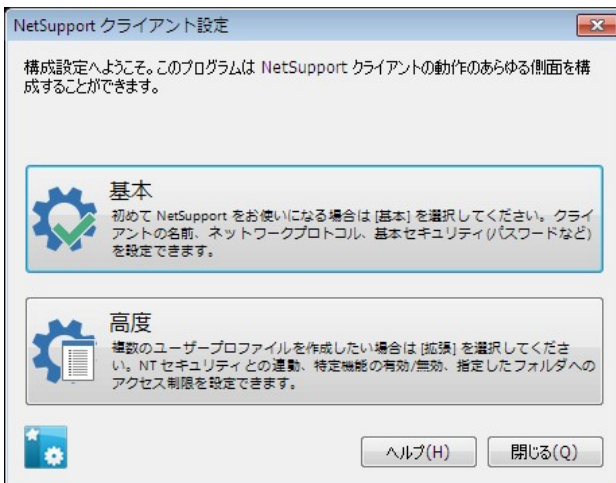 NetSupport クライアント設定
構成設定へようこそ。このプログラムは NetSupport クライアントの動作のあらゆる側面を構
成することができます。
基本
初めて NetSupport をお使いになる場合は [基本] を選択してください。クライ
アントの名前、ネットワークプロトコル、基本セキュリティ(パスワードなど)
を設定できます。
高度
複数のユーザープロファイルを作成したい場合は [拡張] を選択してくださ
い。NT セキュリティとの連動、特定機能の有効/無効、指定したフォルダへの
アクセス制限を設定できます。
ヘルプ(H)
閉じる(Q)